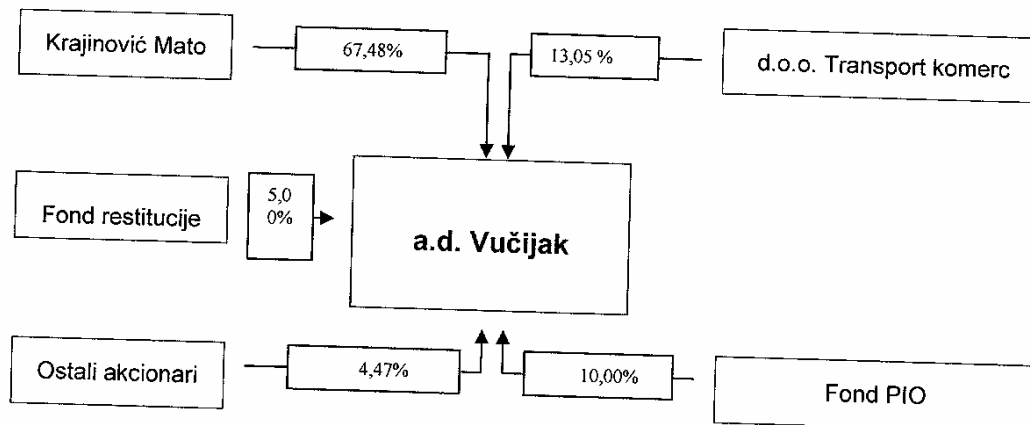 Krajinović Mato
67,48%
13,05 %
d.o.o. Transport komerc
Fond restitucije
5,0
0%
a.d. Vučijak
Ostali akcionari
4,47%
10,00%
Fond PIO